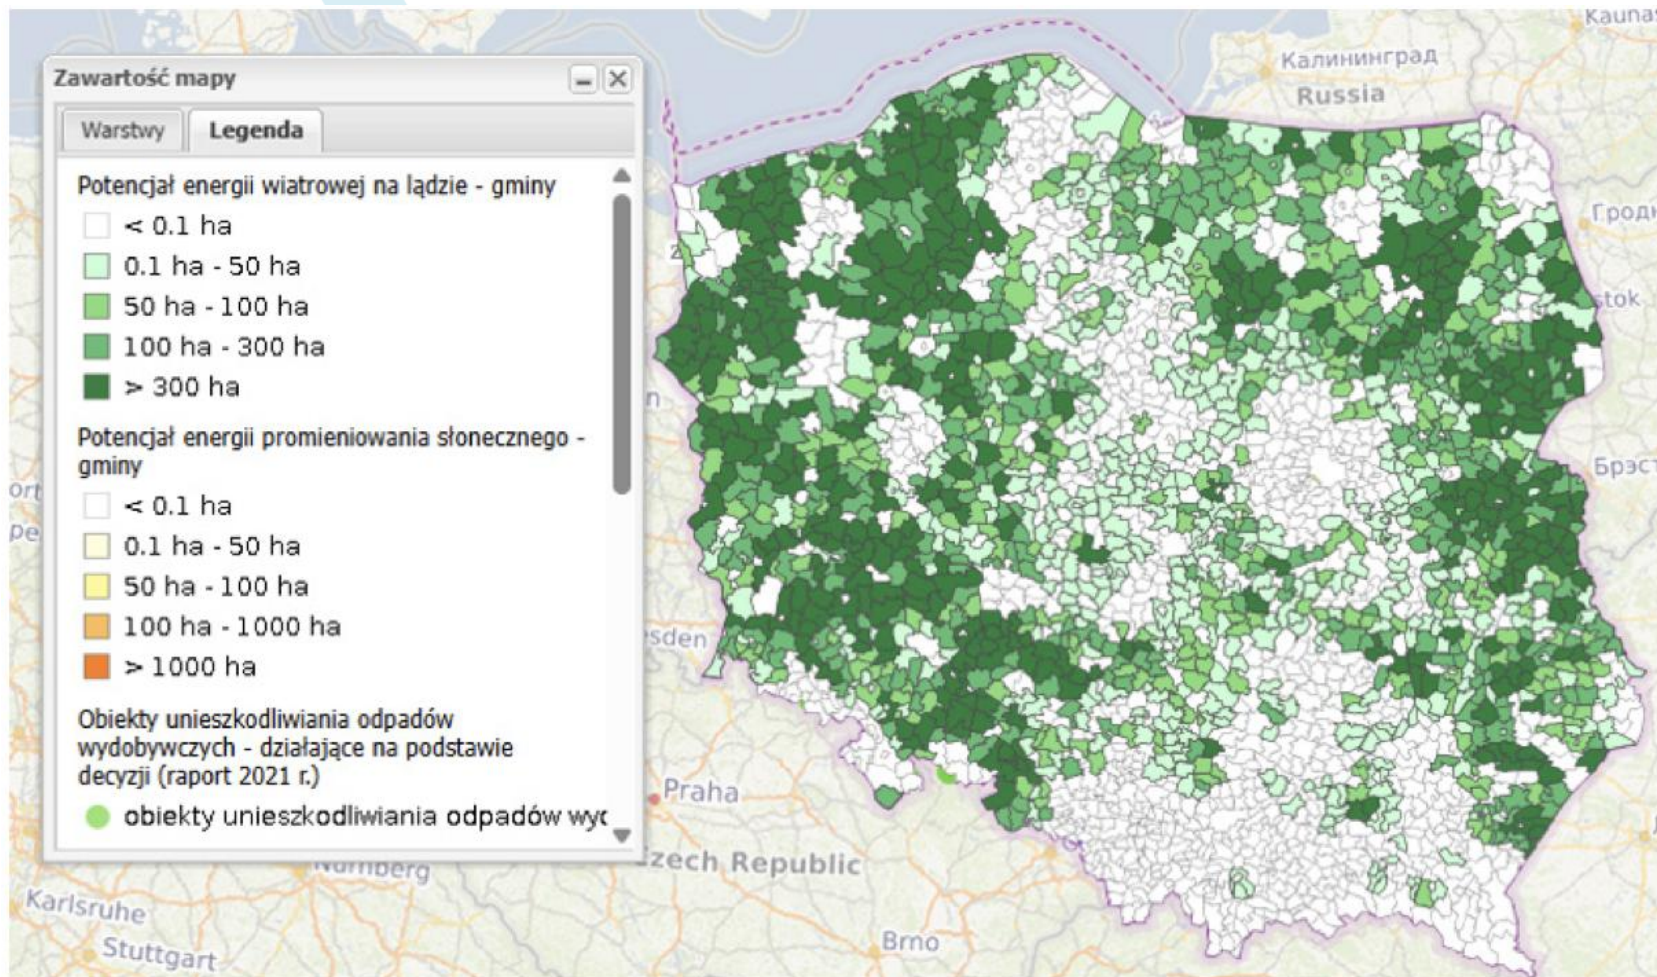 Zawartość mapy
Warstwy
Legenda
Potencjał energii wiatrowej na lądzie - gminy
< 0.1 ha
0.1 ha - 50 ha
50 ha - 100 ha
100 ha - 300 ha
> 300 ha
Potencjał energii promieniowania słonecznego -
gminy
< 0.1 ha
0.1 ha - 50 ha
50 ha - 100 ha
100 ha - 1000 ha
> 1000 ha
Obiekty unieszkodliwiania odpadów
wydobywczych - działające na podstawie
decyzji (raport 2021 r.)
obiekty unieszkodliwiania odpadów wyc
Kaunas
Калининград
Russia
Гродн
stok
Брэст
esden
Praha
Czech Republic
Nürnberg
Karlsruhe
Stuttgart
Brno